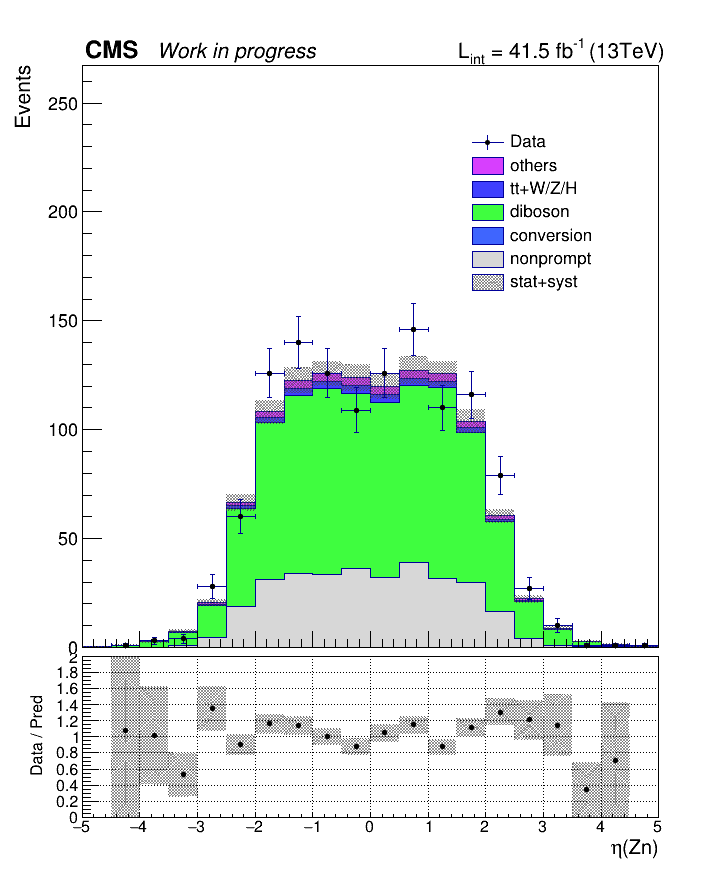 CMS Work in progress L_int = 41.5 fb⁻¹ (13TeV)
Events
250
200
150
100
50
0
Data
others
tt+W/Z/H
diboson
conversion
nonprompt
stat+syst
Data / Pred
2
1.8
1.6
1.4
1.2
1
0.8
0.6
0.4
0.2
0
−5 −4 −3 −2 −1 0 1 2 3 4 5
η(Zn)